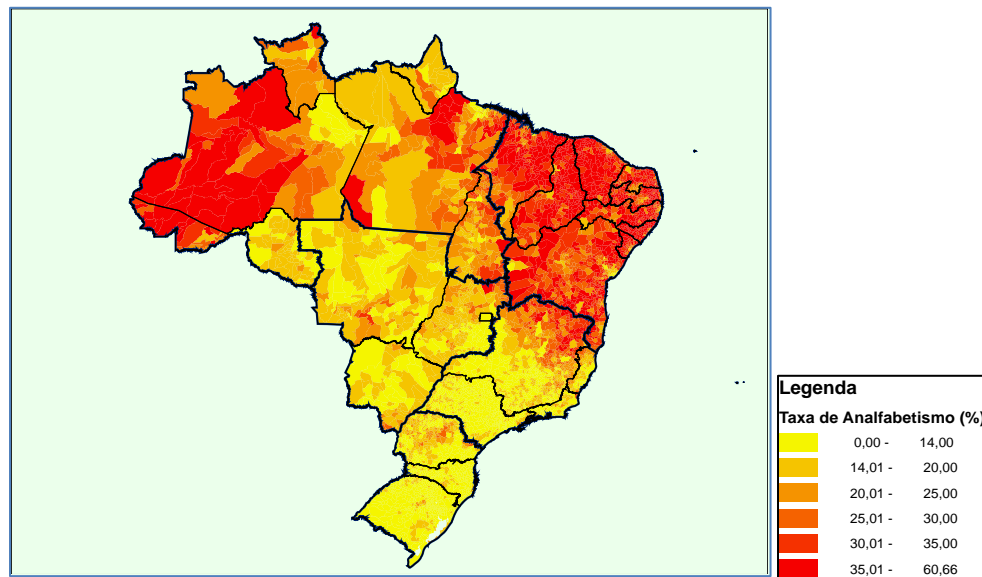 Legenda
Taxa de Analfabetismo (%)
0,00 - 14,00
14,01 - 20,00
20,01 - 25,00
25,01 - 30,00
30,01 - 35,00
35,01 - 60,66